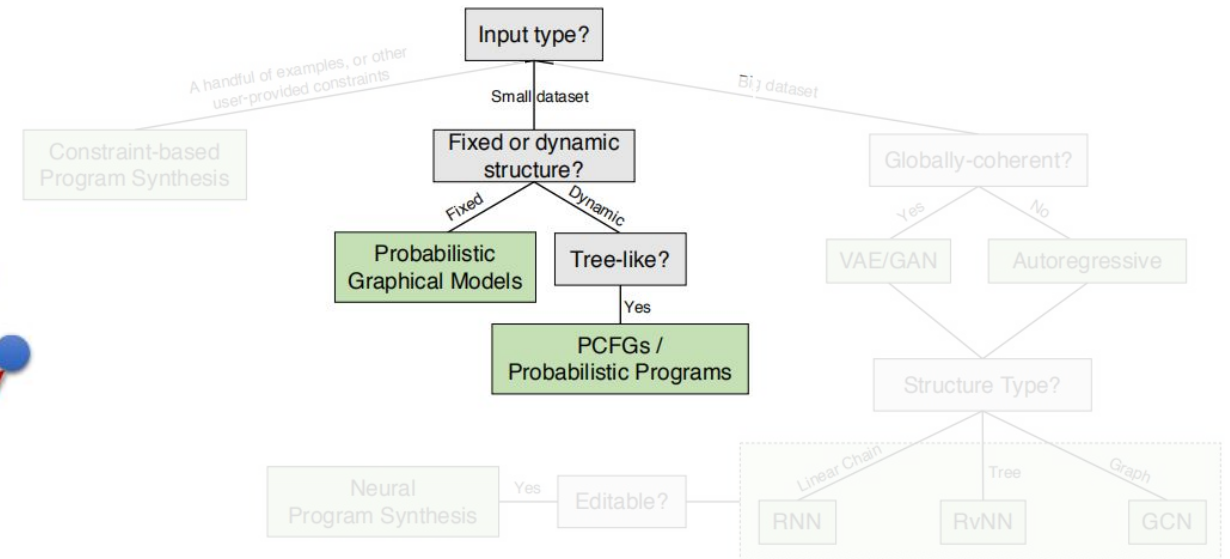 Input type?
A handful of examples, or other
user-provided constraints
Small dataset
Big dataset
Constraint-based
Program Synthesis
Fixed or dynamic
structure?
Globally-coherent?
Fixed
Dynamic
Yes
No
Probabilistic
Graphical Models
Tree-like?
VAE/GAN
Autoregressive
Yes
PCFGs /
Probabilistic Programs
Structure Type?
Linear Chain
Tree
Graph
Neural
Program Synthesis
Yes
Editable?
RNN
RvNN
GCN